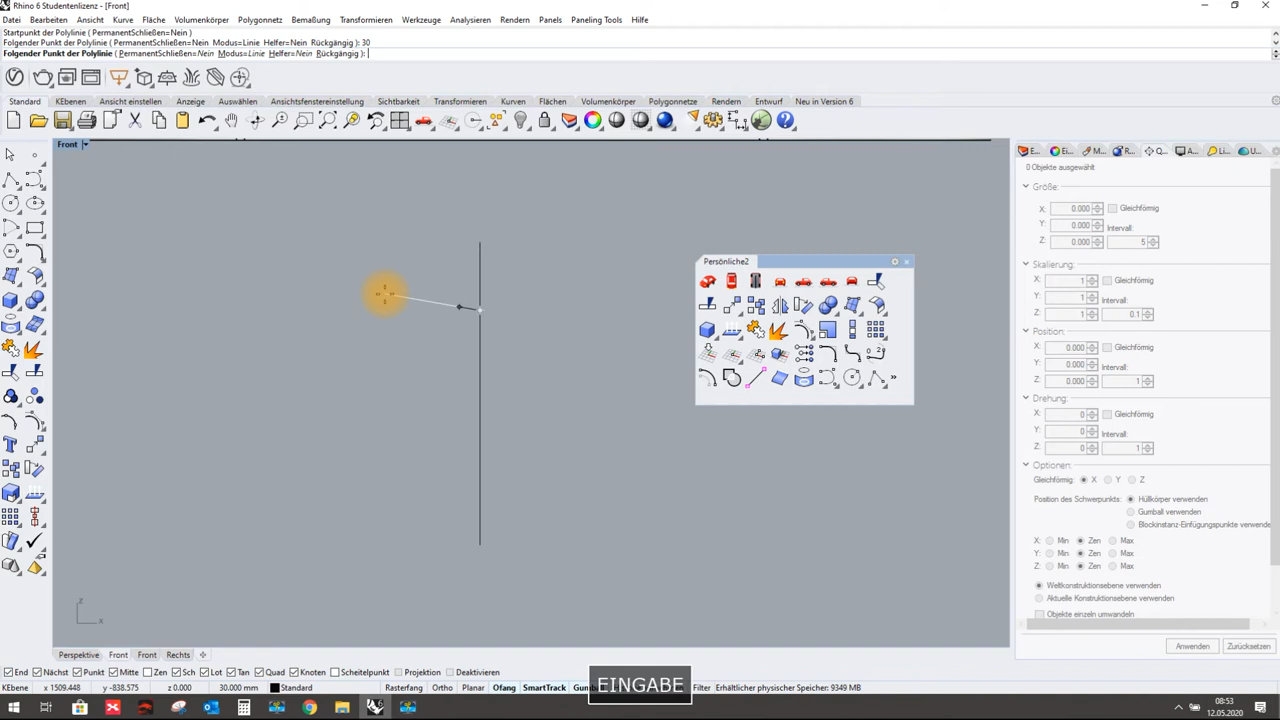 Rhino 6 Studentenlizenz - [Front]
Datei Bearbeiten Ansicht Kurve Fläche Volumenkörper Polygonnetz Bemaßung Transformieren Werkzeuge Analyse Rendern Panels Paneling Tools Hilfe
Startpunkt der Polylinie ( PermanentSchließen=Nein )
Folgender Punkt der Polylinie ( PermanentSchließen=Nein Modus=Linie Helfer=Nein Rückgängig ): 30
Folgender Punkt der Polylinie ( PermanentSchließen=Nein Modus=Linie Helfer=Nein Rückgängig ):
Standard KEbenen Ansicht einstellen Anzeige Auswählen Ansichtsfenstereinstellung Sichtbarkeit Transformieren Kurven Flächen Volumenkörper Polygonnetze Rendern Entwurf Neu in Version 6
Front
E... Ei... M... R... Q... A... Li... U...
0 Objekte ausgewählt
Größe:
X: 0.000 Gleichförmig
Y: 0.000 Intervall:
Z: 0.000 5
Persönliche2
Skalierung:
X: 1 Gleichförmig
Y: 1 Intervall:
Z: 1 0.1
Position:
X: 0.000 Gleichförmig
Y: 0.000 Intervall:
Z: 0.000 1
Drehung:
X: 0 Gleichförmig
Y: 0 Intervall:
Z: 0 1
Optionen:
Gleichförmig: X Y Z
Position des Schwerpunkts: Hüllkörper verwenden
Gumball verwenden
Blockinstanz-Einfügungspunkte verwende
X: Min Zen Max
Y: Min Zen Max
Z: Min Zen Max
Weltkonstruktionsebene verwenden
Aktuelle Konstruktionsebene verwenden
Objekte einzeln umwandeln
Anwenden Zurücksetzen
z
x
Perspektive Front Front Rechts
End Nächst Punkt Mitte Zen Sch Lot Tan Quad Knoten Scheitelpunkt Projektion Deaktivieren
EINGABE
KEbene x 1509.448 y -838.575 z 0.000 30.000 mm Standard Rasterfang Ortho Planar Ofang SmartTrack Filter Erhältlicher physischer Speicher: 9349 MB
08:53
12.05.2020